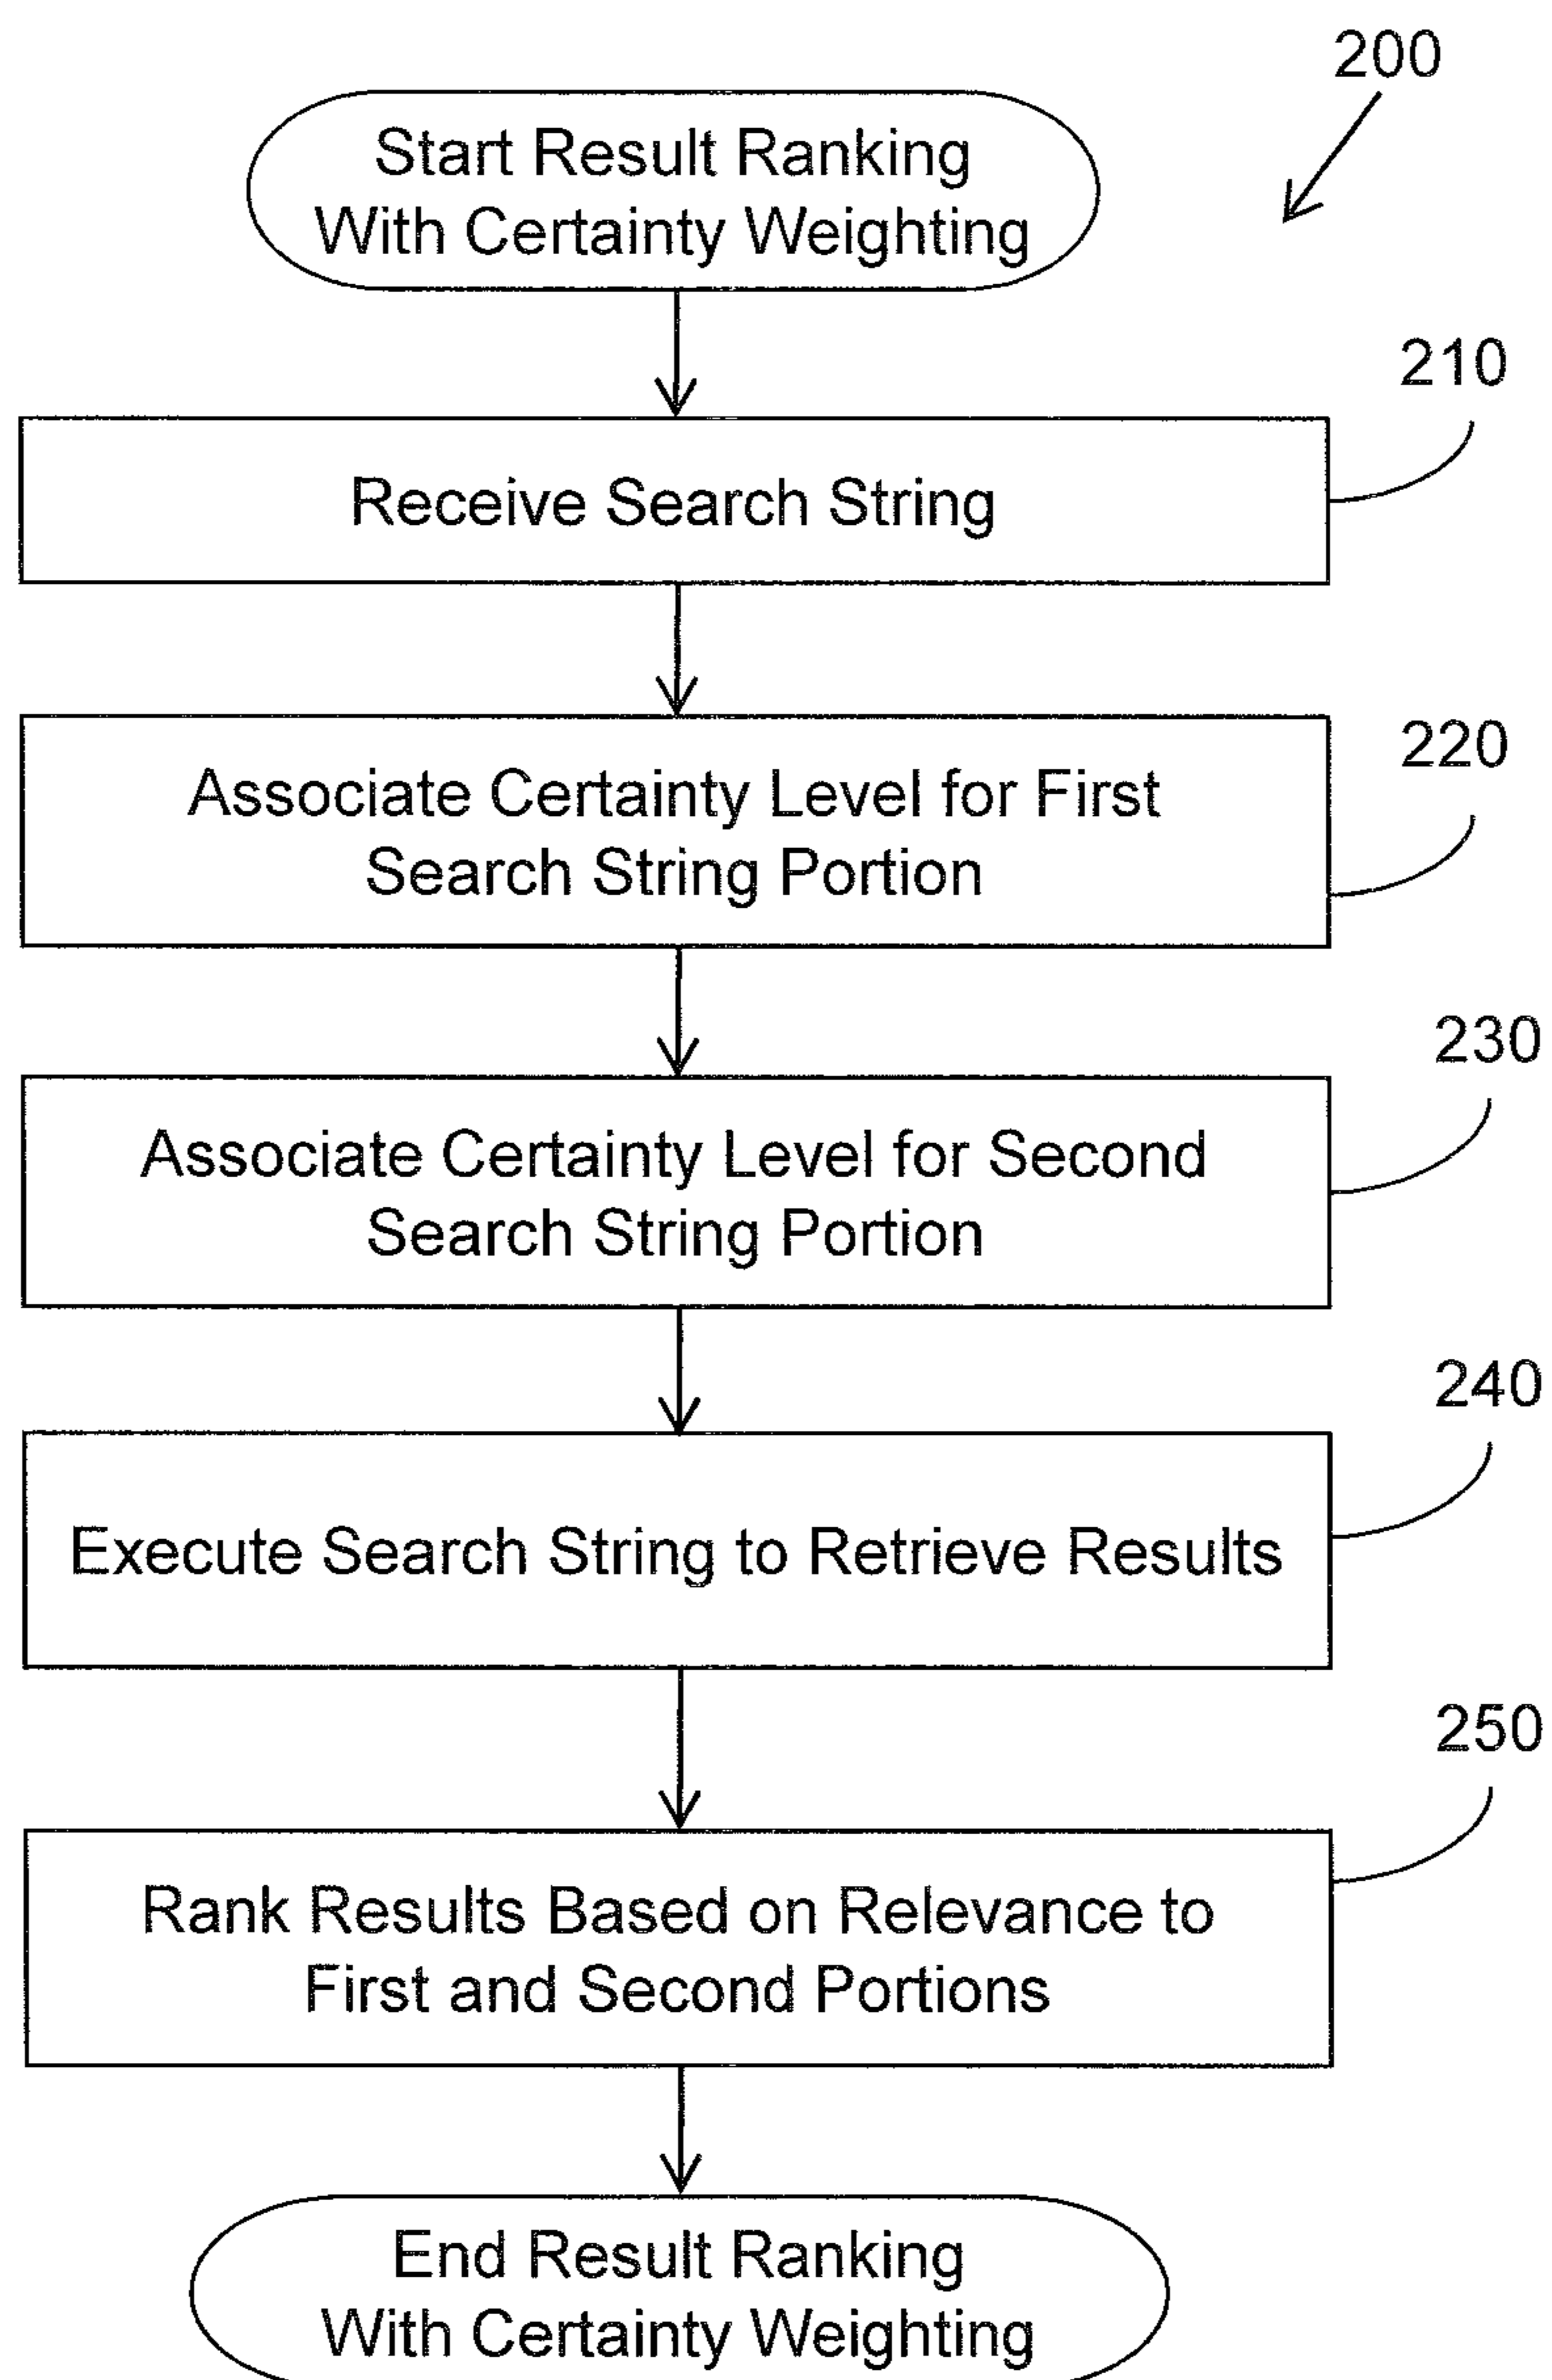 200
Start Result Ranking
With Certainty Weighting
210
Receive Search String
220
Associate Certainty Level for First
Search String Portion
230
Associate Certainty Level for Second
Search String Portion
240
Execute Search String to Retrieve Results
250
Rank Results Based on Relevance to
First and Second Portions
End Result Ranking
With Certainty Weighting